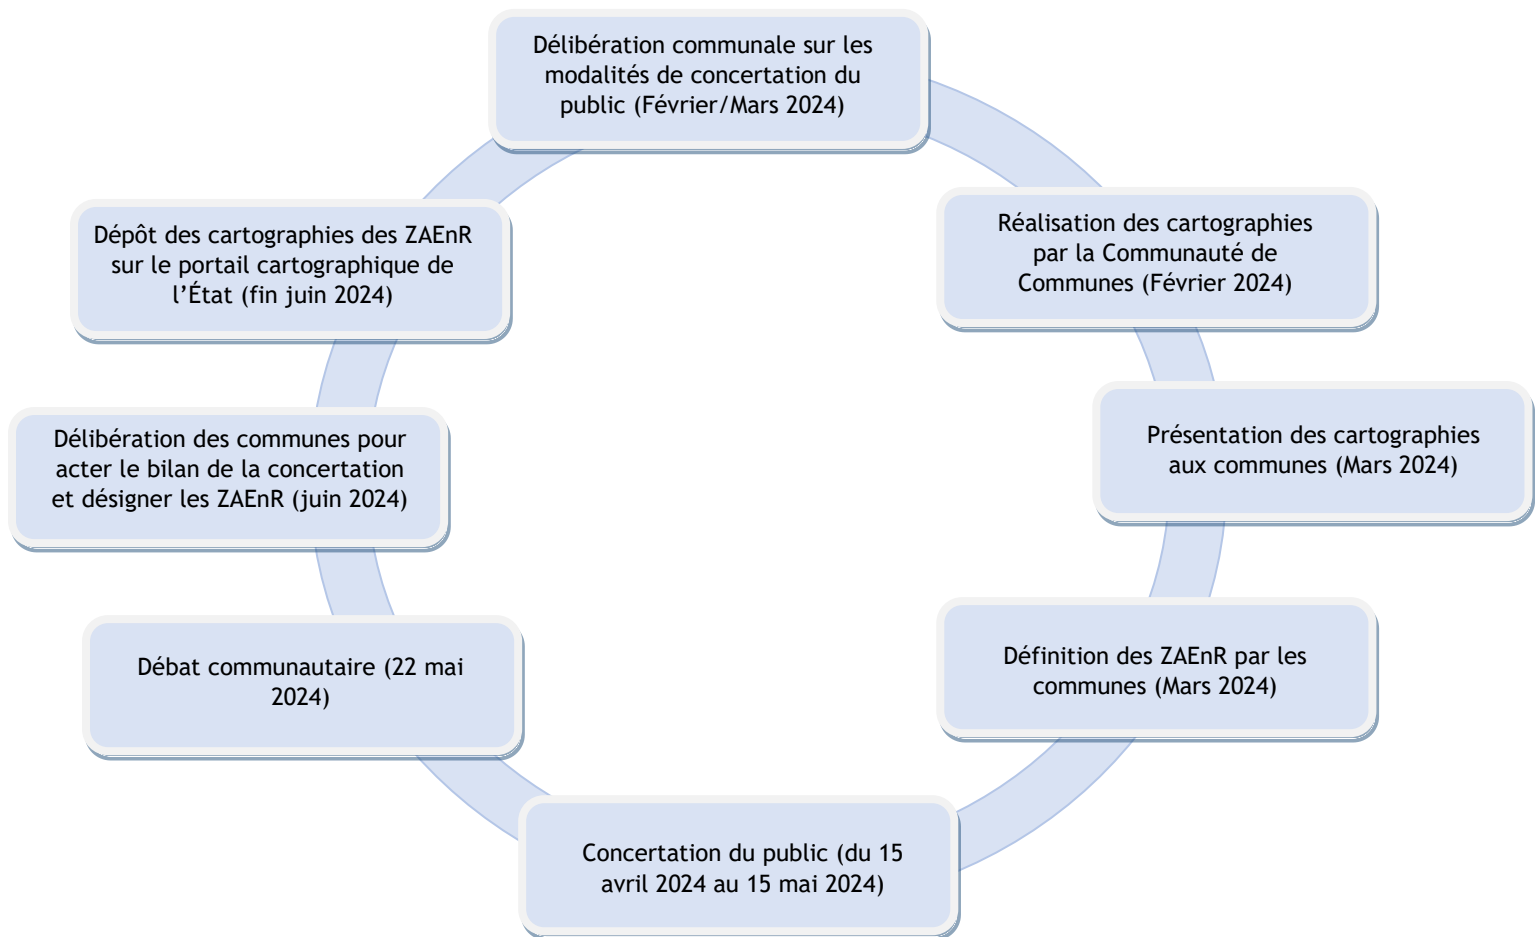 Délibération communale sur les
modalités de concertation du
public (Février/Mars 2024)
Réalisation des cartographies
par la Communauté de
Communes (Février 2024)
Présentation des cartographies
aux communes (Mars 2024)
Définition des ZAEnR par les
communes (Mars 2024)
Concertation du public (du 15
avril 2024 au 15 mai 2024)
Débat communautaire (22 mai
2024)
Délibération des communes pour
acter le bilan de la concertation
et désigner les ZAEnR (juin 2024)
Dépôt des cartographies des ZAEnR
sur le portail cartographique de
l’État (fin juin 2024)